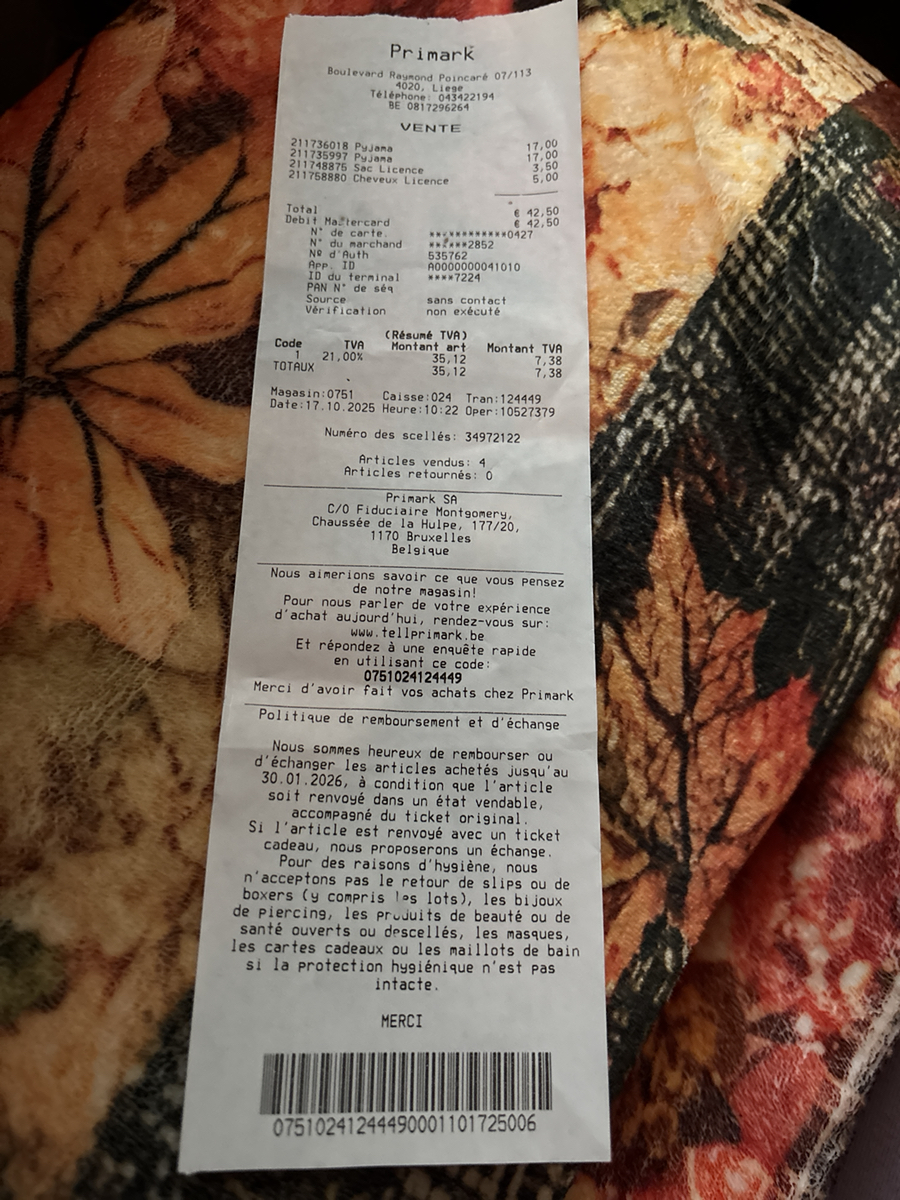 Primark
Boulevard Raymond Poincaré 07/113
4020, Liege
Téléphone: 043422194
BE 0817296264
VENTE
211736018 Pyjama 17,00
211735997 Pyjama 17,00
211748875 Sac Licence 3,50
211758880 Cheveux Licence 5,00
Total € 42,50
Debit Mastercard € 42,50
N° de carte. ************0427
N° du marchand ******2852
Nº d'Auth 535762
App. ID A0000000041010
ID du terminal ****7224
PAN N° de séq
Source sans contact
Vérification non exécuté
(Résumé TVA)
Code TVA Montant art Montant TVA
1 21,00% 35,12 7,38
TOTAUX 35,12 7,38
Magasin:0751 Caisse:024 Tran:124449
Date:17.10.2025 Heure:10:22 Oper:10527379
Numéro des scellés: 34972122
Articles vendus: 4
Articles retournés: 0
Primark SA
C/O Fiduciaire Montgomery,
Chaussée de la Hulpe, 177/20,
1170 Bruxelles
Belgique
Nous aimerions savoir ce que vous pensez
de notre magasin!
Pour nous parler de votre expérience
d'achat aujourd'hui, rendez-vous sur:
www.tellprimark.be
Et répondez à une enquête rapide
en utilisant ce code:
0751024124449
Merci d'avoir fait vos achats chez Primark
Politique de remboursement et d'échange
Nous sommes heureux de rembourser ou
d'échanger les articles achetés jusqu'au
30.01.2026, à condition que l'article
soit renvoyé dans un état vendable,
accompagné du ticket original.
Si l'article est renvoyé avec un ticket
cadeau, nous proposerons un échange.
Pour des raisons d'hygiène, nous
n'acceptons pas le retour de slips ou de
boxers (y compris les lots), les bijoux
de piercing, les produits de beauté ou de
santé ouverts ou descellés, les masques,
les cartes cadeaux ou les maillots de bain
si la protection hygiénique n'est pas
intacte.
MERCI
07510241244490001101725006